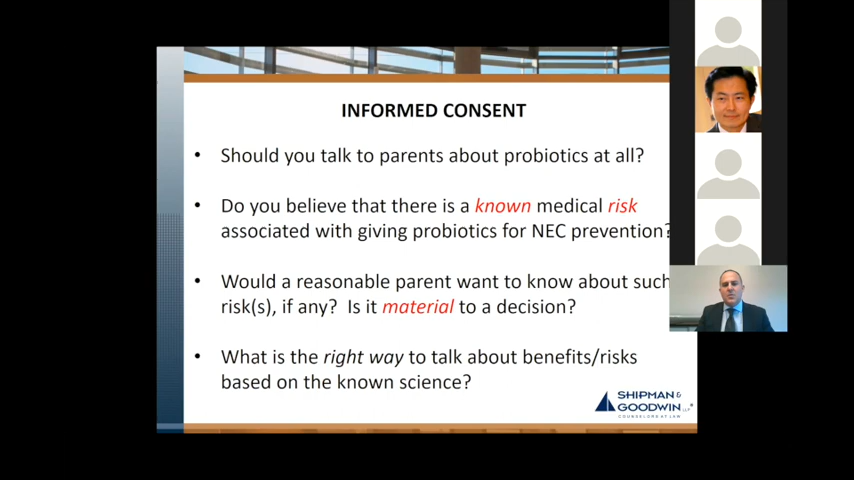 INFORMED CONSENT
• Should you talk to parents about probiotics at all?
• Do you believe that there is a known medical risk
associated with giving probiotics for NEC prevention?
• Would a reasonable parent want to know about such
risk(s), if any? Is it material to a decision?
• What is the right way to talk about benefits/risks
based on the known science?
SHIPMAN &
GOODWIN LLP®
COUNSELORS AT LAW